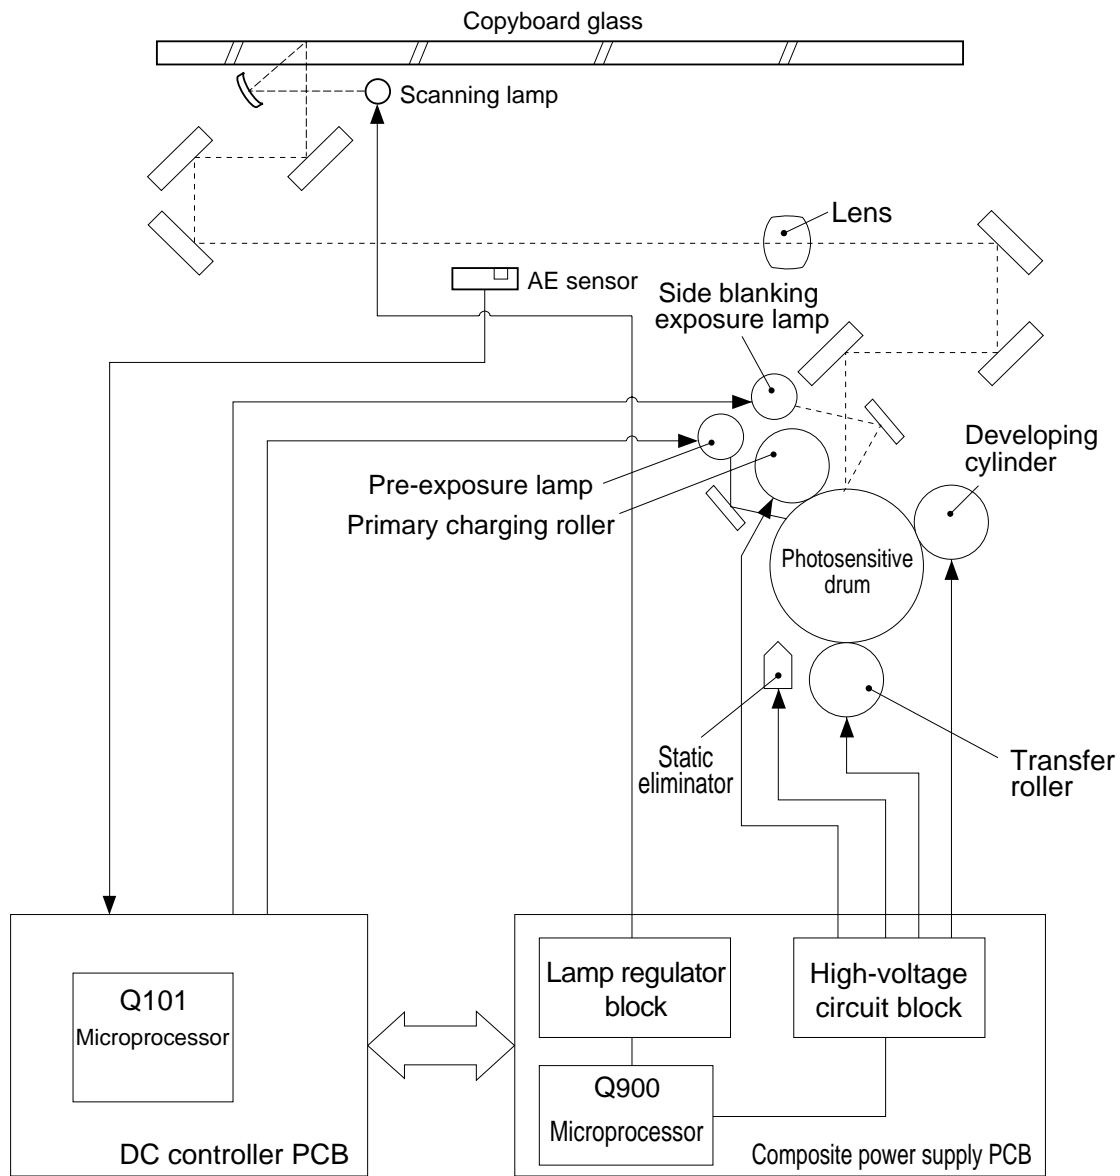 Copyboard glass
Scanning lamp
Lens
AE sensor
Side blanking
exposure lamp
Developing
cylinder
Pre-exposure lamp
Primary charging roller
Photosensitive
drum
Static
eliminator
Transfer
roller
Lamp regulator
block
High-voltage
circuit block
Q101
Microprocessor
Q900
Microprocessor
DC controller PCB
Composite power supply PCB